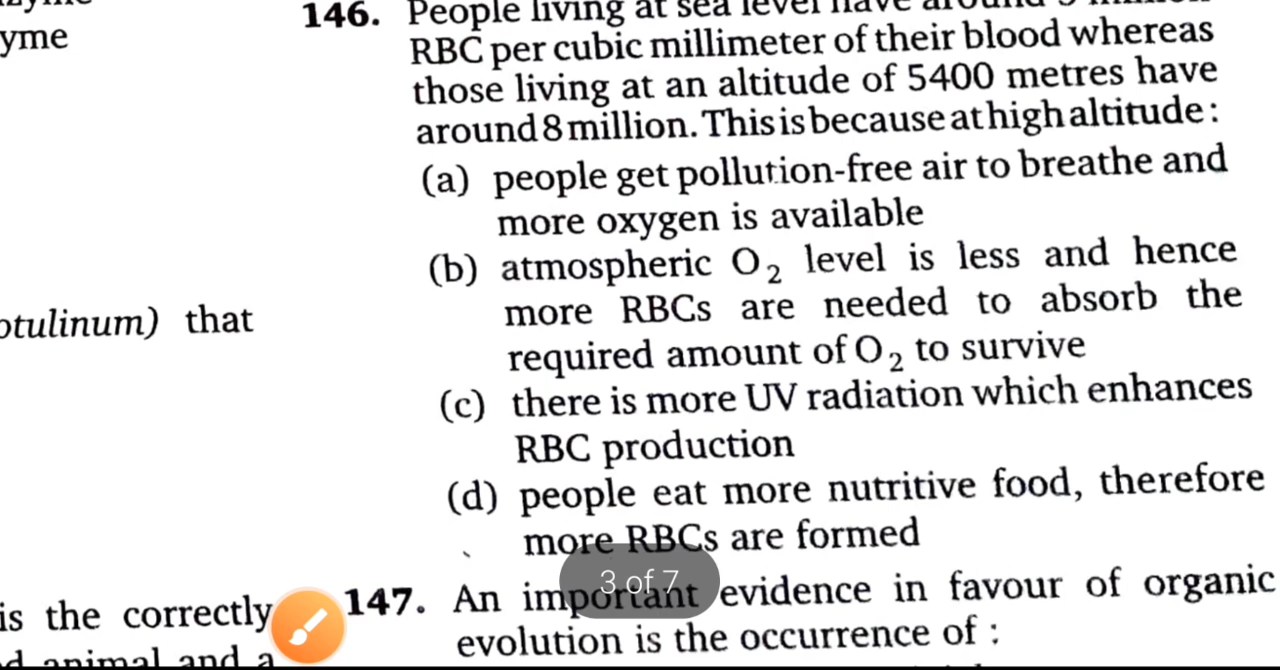 yme
otulinum) that
is the correctly
d animal and a
146. People living at sea level have around 5
RBC per cubic millimeter of their blood whereas
those living at an altitude of 5400 metres have
around 8 million. This is because at high altitude :
(a) people get pollution-free air to breathe and
more oxygen is available
(b) atmospheric O₂ level is less and hence
more RBCs are needed to absorb the
required amount of O₂ to survive
(c) there is more UV radiation which enhances
RBC production
(d) people eat more nutritive food, therefore
more RBCs are formed
3 of 7
147. An important evidence in favour of organic
evolution is the occurrence of :